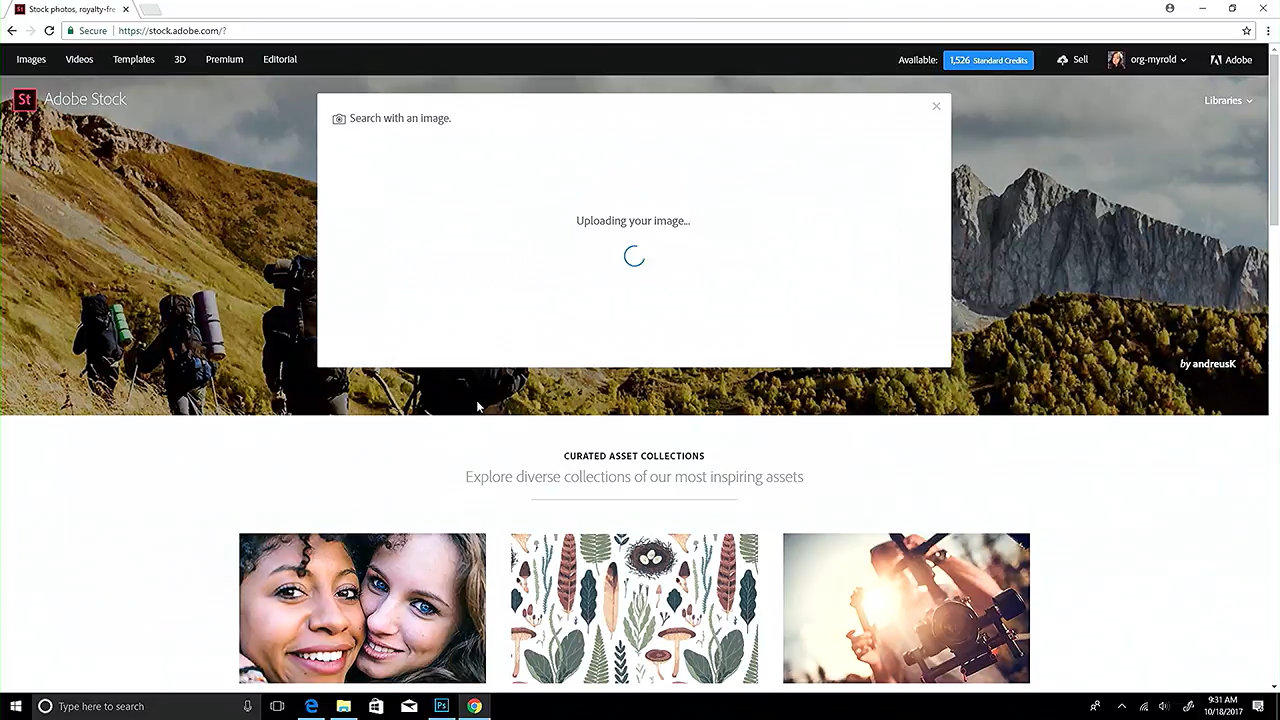 Stock photos, royalty-fre
Secure
https://stock.adobe.com/?
Images
Videos
Templates
3D
Premium
Editorial
Available:
1,526 Standard Credits
Sell
org-myrold
Adobe
St
Adobe Stock
Libraries
Search with an image.
Uploading your image...
by andreusK
CURATED ASSET COLLECTIONS
Explore diverse collections of our most inspiring assets
Type here to search
Ps
9:31 AM
10/18/2017